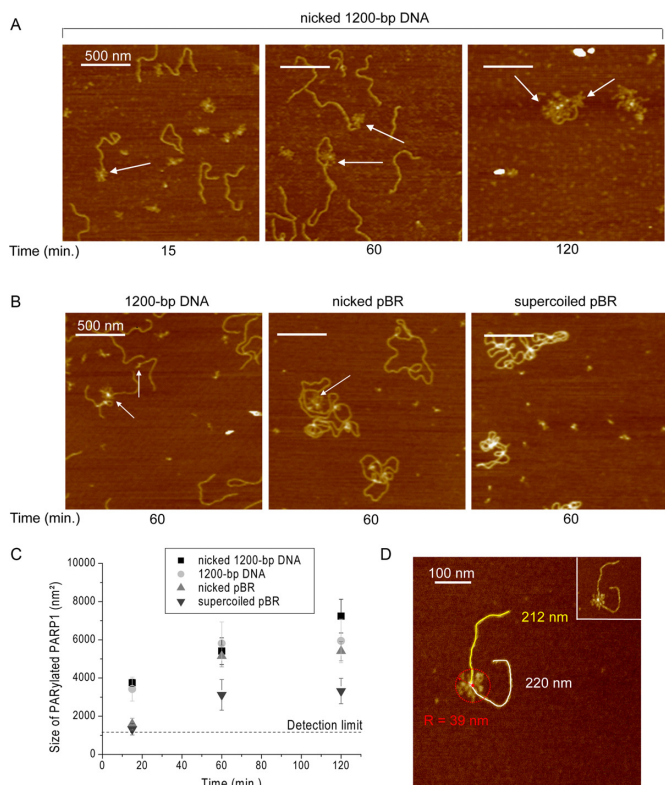 nicked 1200-bp DNA
A
500 nm
Time (min.) 15 60 120
B
1200-bp DNA nicked pBR supercoiled pBR
500 nm
Time (min.) 60 60 60
C
D
10000
8000
6000
4000
2000
0
Size of PARylated PARP1 (nm²)
nicked 1200-bp DNA
1200-bp DNA
nicked pBR
supercoiled pBR
Detection limit
0 20 40 60 80 100 120
Time (min.)
100 nm
212 nm
220 nm
R = 39 nm